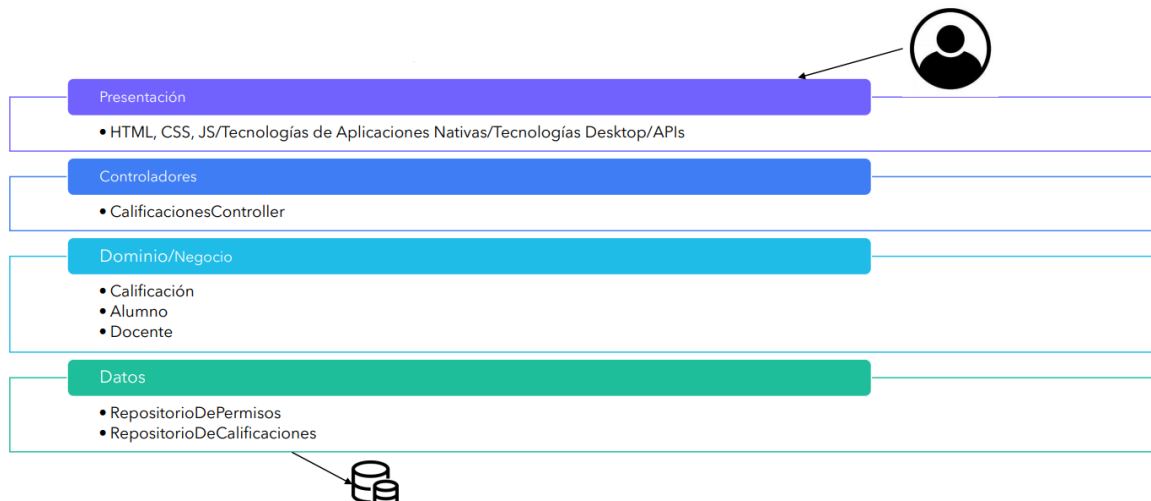 Presentación
• HTML, CSS, JS/Tecnologías de Aplicaciones Nativas/Tecnologías Desktop/APIs
Controladores
• CalificacionesController
Dominio/Negocio
• Calificación
• Alumno
• Docente
Datos
• RepositorioDePermisos
• RepositorioDeCalificaciones